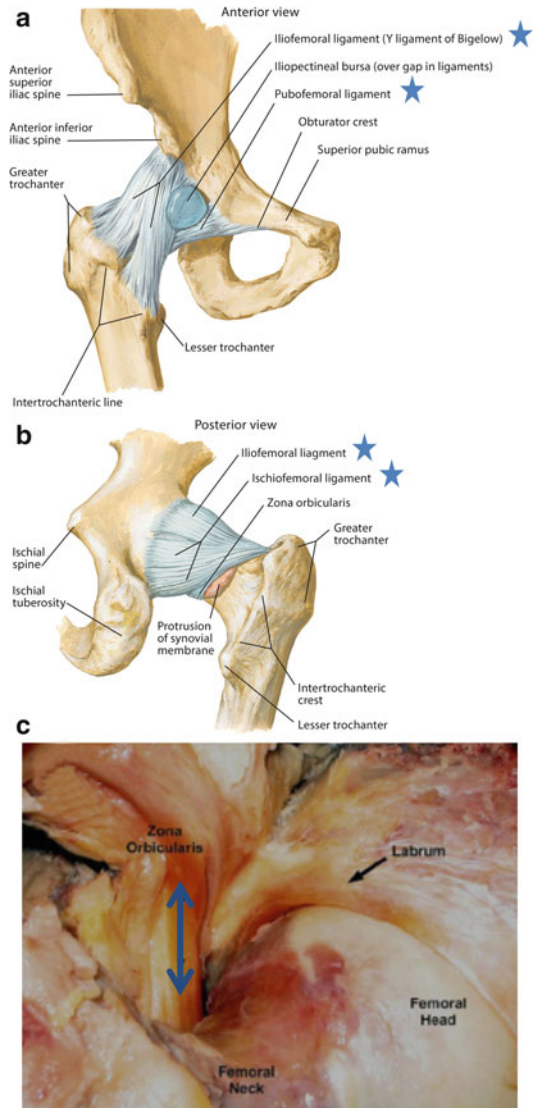 a
Anterior view
Iliofemoral ligament (Y ligament of Bigelow)
Iliopectineal bursa (over gap in ligaments)
Pubofemoral ligament
Obturator crest
Superior pubic ramus
Anterior superior
iliac spine
Anterior inferior
iliac spine
Greater
trochanter
Lesser trochanter
Intertrochanteric line
b
Posterior view
Iliofemoral liagment
Ischiofemoral ligament
Zona orbicularis
Greater
trochanter
Ischial
spine
Ischial
tuberosity
Protrusion
of synovial
membrane
Intertrochanteric
crest
Lesser trochanter
c
Zona
Orbicularis
Labrum
Femoral
Head
Femoral
Neck